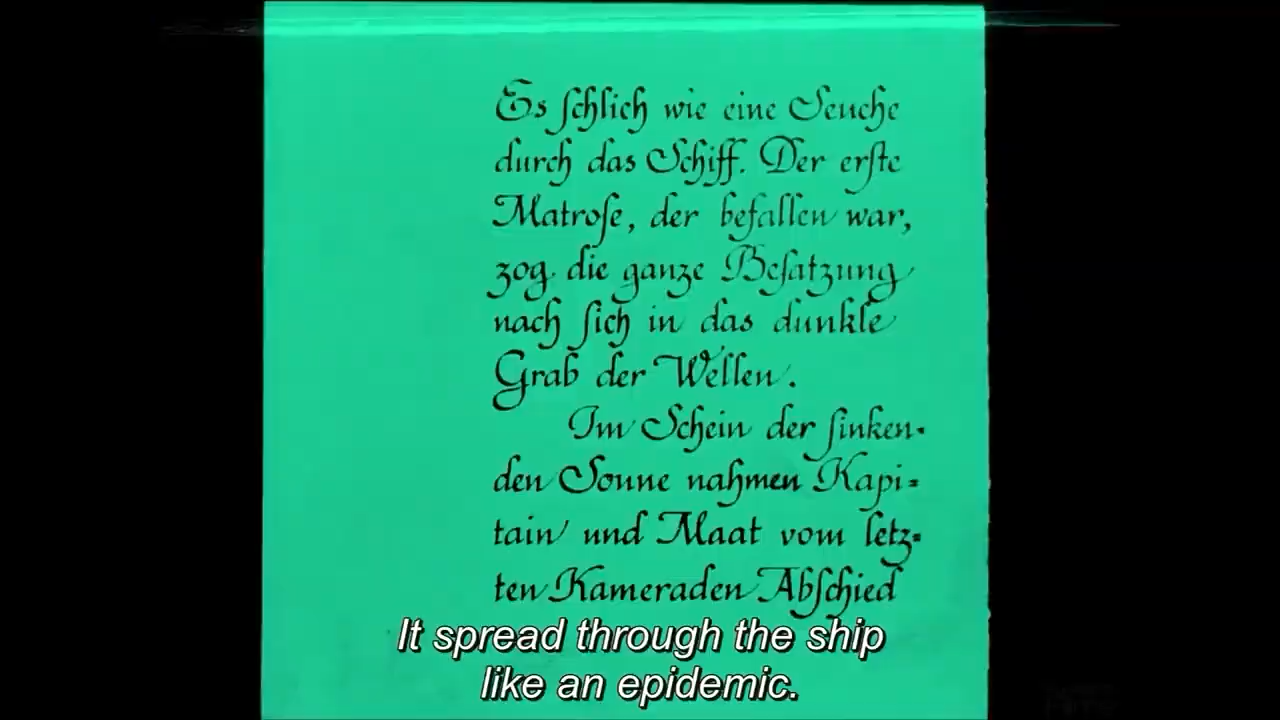 Es ſchlich wie eine Seuche
durch das Schiff. Der erſte
Matroſe, der befallen war,
zog die ganze Beſatzung
nach ſich in das dunkle
Grab der Wellen.
Im Schein der ſinken-
den Sonne nahmen Kapi=
tain und Maat vom letz=
ten Kameraden Abſchied
It spread through the ship
like an epidemic.